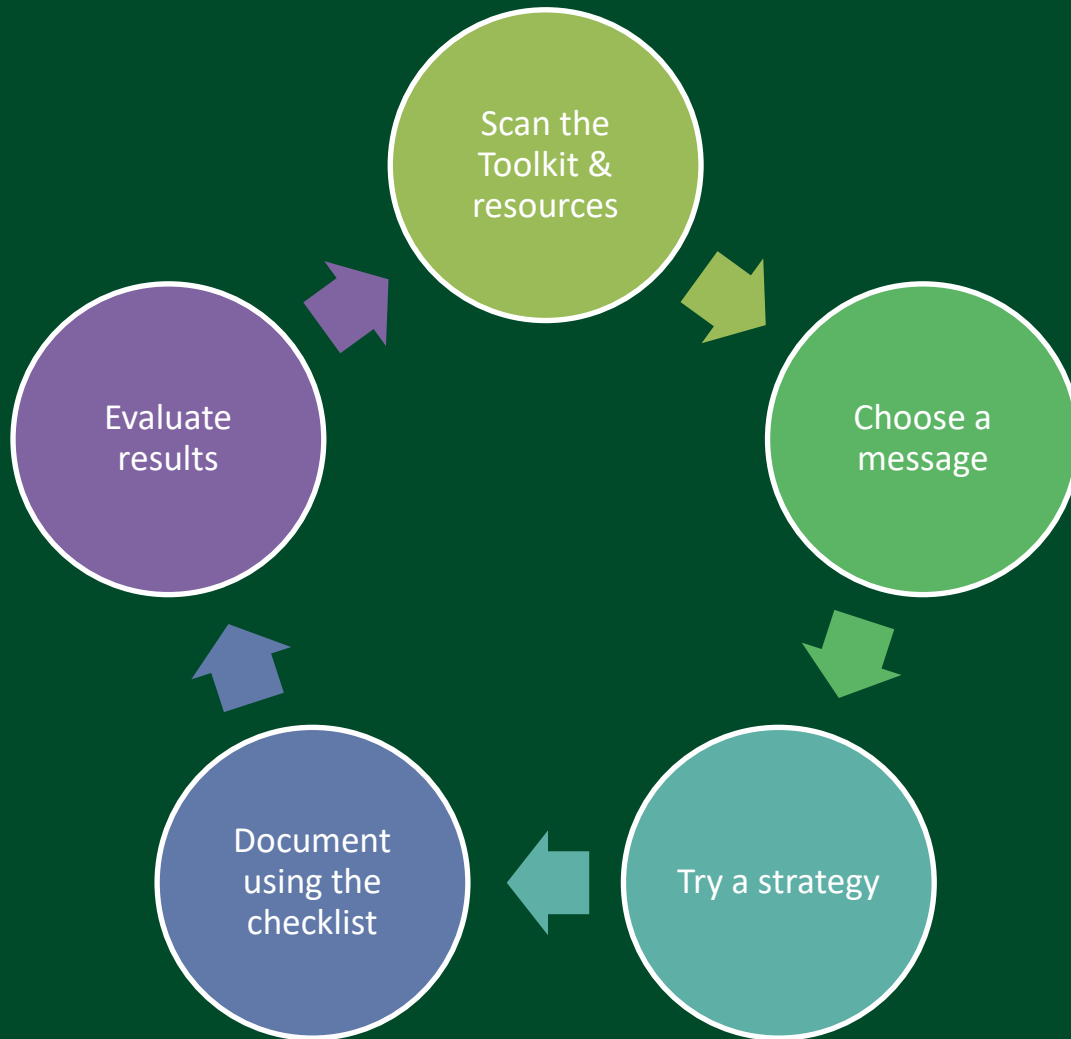 Scan the
Toolkit &
resources
Choose a
message
Try a strategy
Document
using the
checklist
Evaluate
results